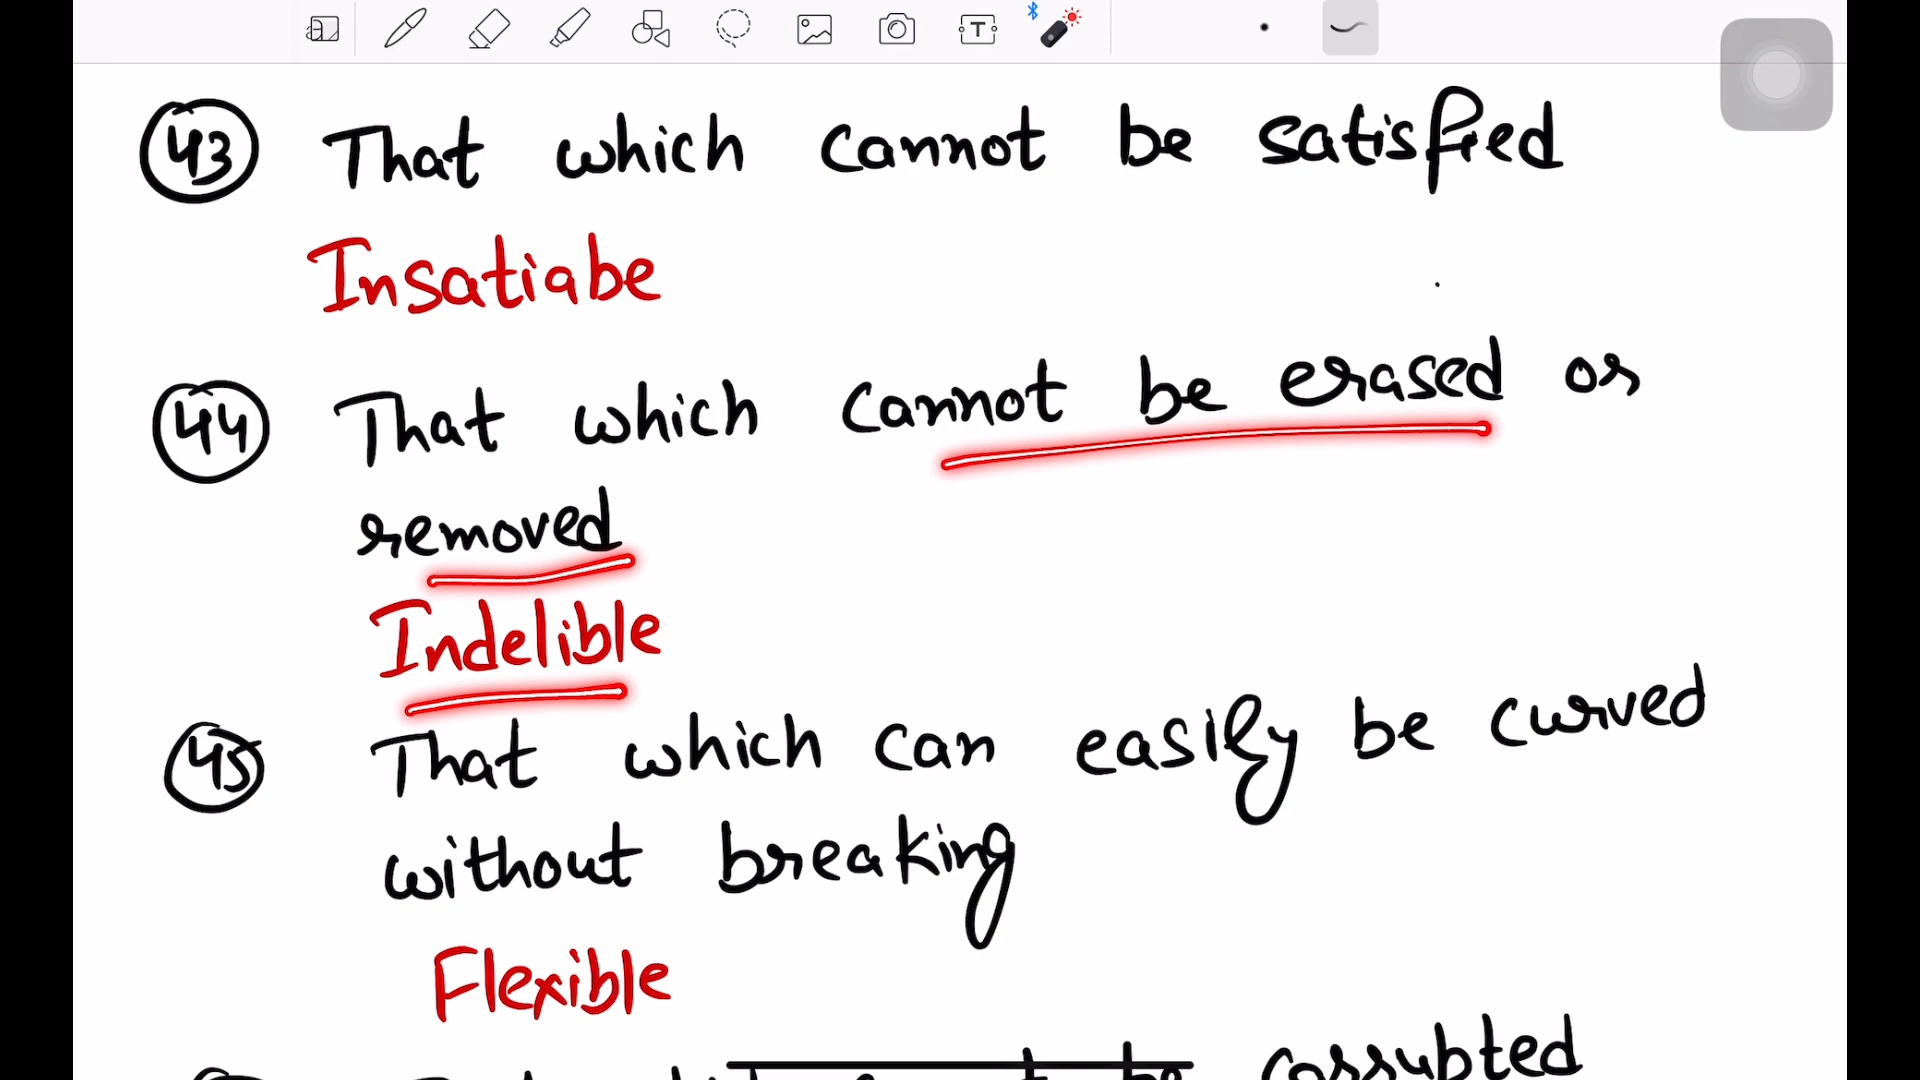 43 That which cannot be satisfied
Insatiabe
44 That which cannot be erased or
removed
Indelible
45 That which can easily be curved
without breaking
Flexible
be corrupted